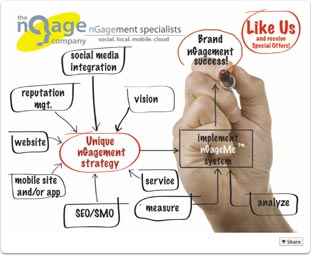 the
nQage
company
nGagement specialists
social: local, mobile, cloud
social media
integration
Brand
nGagement
success!
Like Us
and receive
Special Offers!
reputation
mgt.
vision
website
Unique
nGagement
strategy
implement
nGageMe™
system
mobile site
and/or app
service
SEO/SMO
measure
analyze
Share